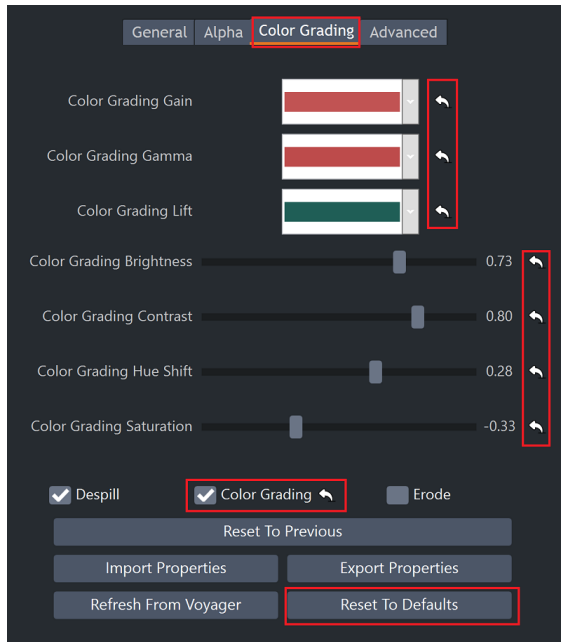 General Alpha Color Grading Advanced
Color Grading Gain
Color Grading Gamma
Color Grading Lift
Color Grading Brightness 0.73
Color Grading Contrast 0.80
Color Grading Hue Shift 0.28
Color Grading Saturation -0.33
Despill Color Grading Erode
Reset To Previous
Import Properties Export Properties
Refresh From Voyager Reset To Defaults